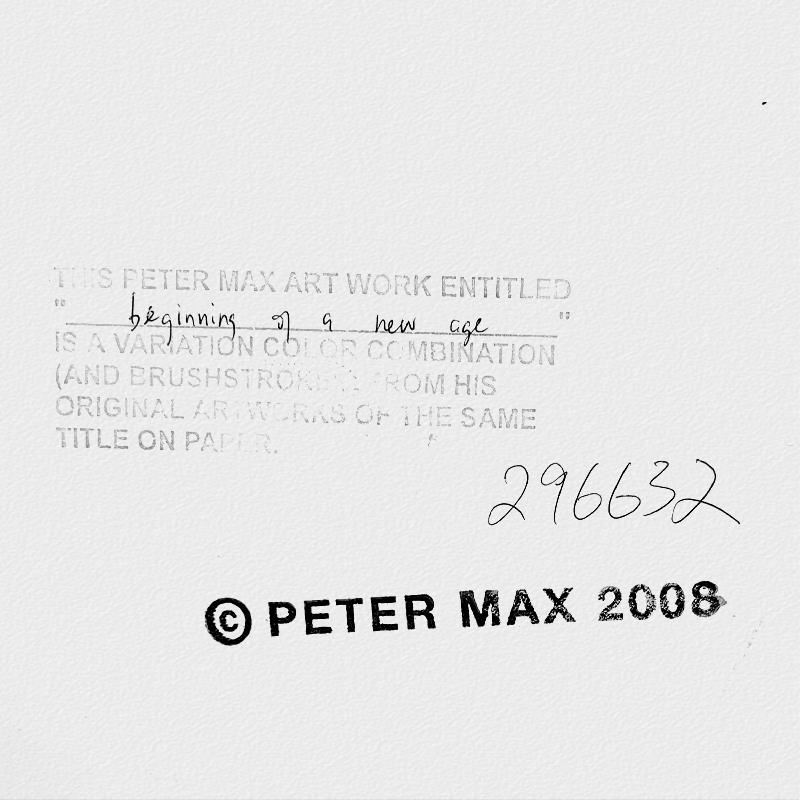 THIS PETER MAX ART WORK ENTITLED
" beginning of a new age "
IS A VARIATION COLOR COMBINATION
(AND BRUSHSTROKES) FROM HIS
ORIGINAL ARTWORKS OF THE SAME
TITLE ON PAPER.
296632
© PETER MAX 2008